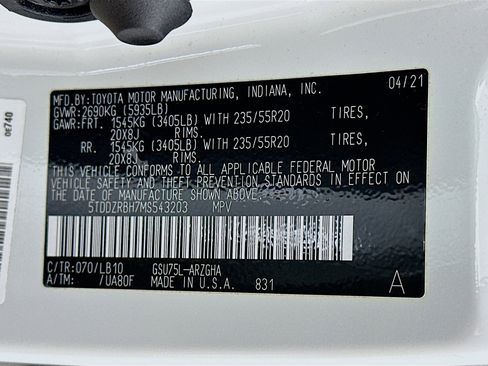 MFD.BY:TOYOTA MOTOR MANUFACTURING, INDIANA, INC. 04/21
GVWR:2690KG (5935LB)
GAWR:FRT. 1545KG (3405LB) WITH 235/55R20 TIRES,
20X8J RIMS.
RR. 1545KG (3405LB) WITH 235/55R20 TIRES,
20X8J RIMS.
THIS VEHICLE CONFORMS TO ALL APPLICABLE FEDERAL MOTOR
VEHICLE SAFETY AND THEFT PREVENTION STANDARDS IN EFFECT ON
THE DATE OF MANUFACTURE SHOWN ABOVE.
5TDDZRBH7MS543203 MPV
C/TR:070/LB10 GSU75L-ARZGHA
A/TM: /UA80F MADE IN U.S.A. 831 A
0E740